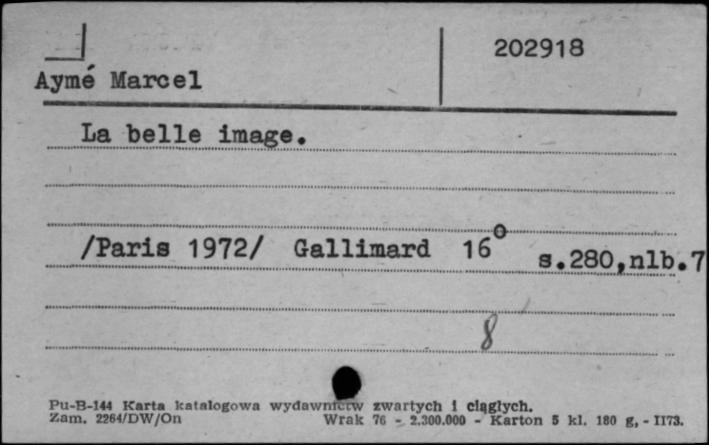 202918
Aymé Marcel
La belle image.
/Paris 1972/ Gallimard 16° s.280,nlb.7
8
Pu-B-144 Karta katalogowa wydawnictw zwartych i ciągłych.
Zam. 2264/DW/On Wrak 76 - 2.300.000 - Karton 5 kl. 180 g, - II73.